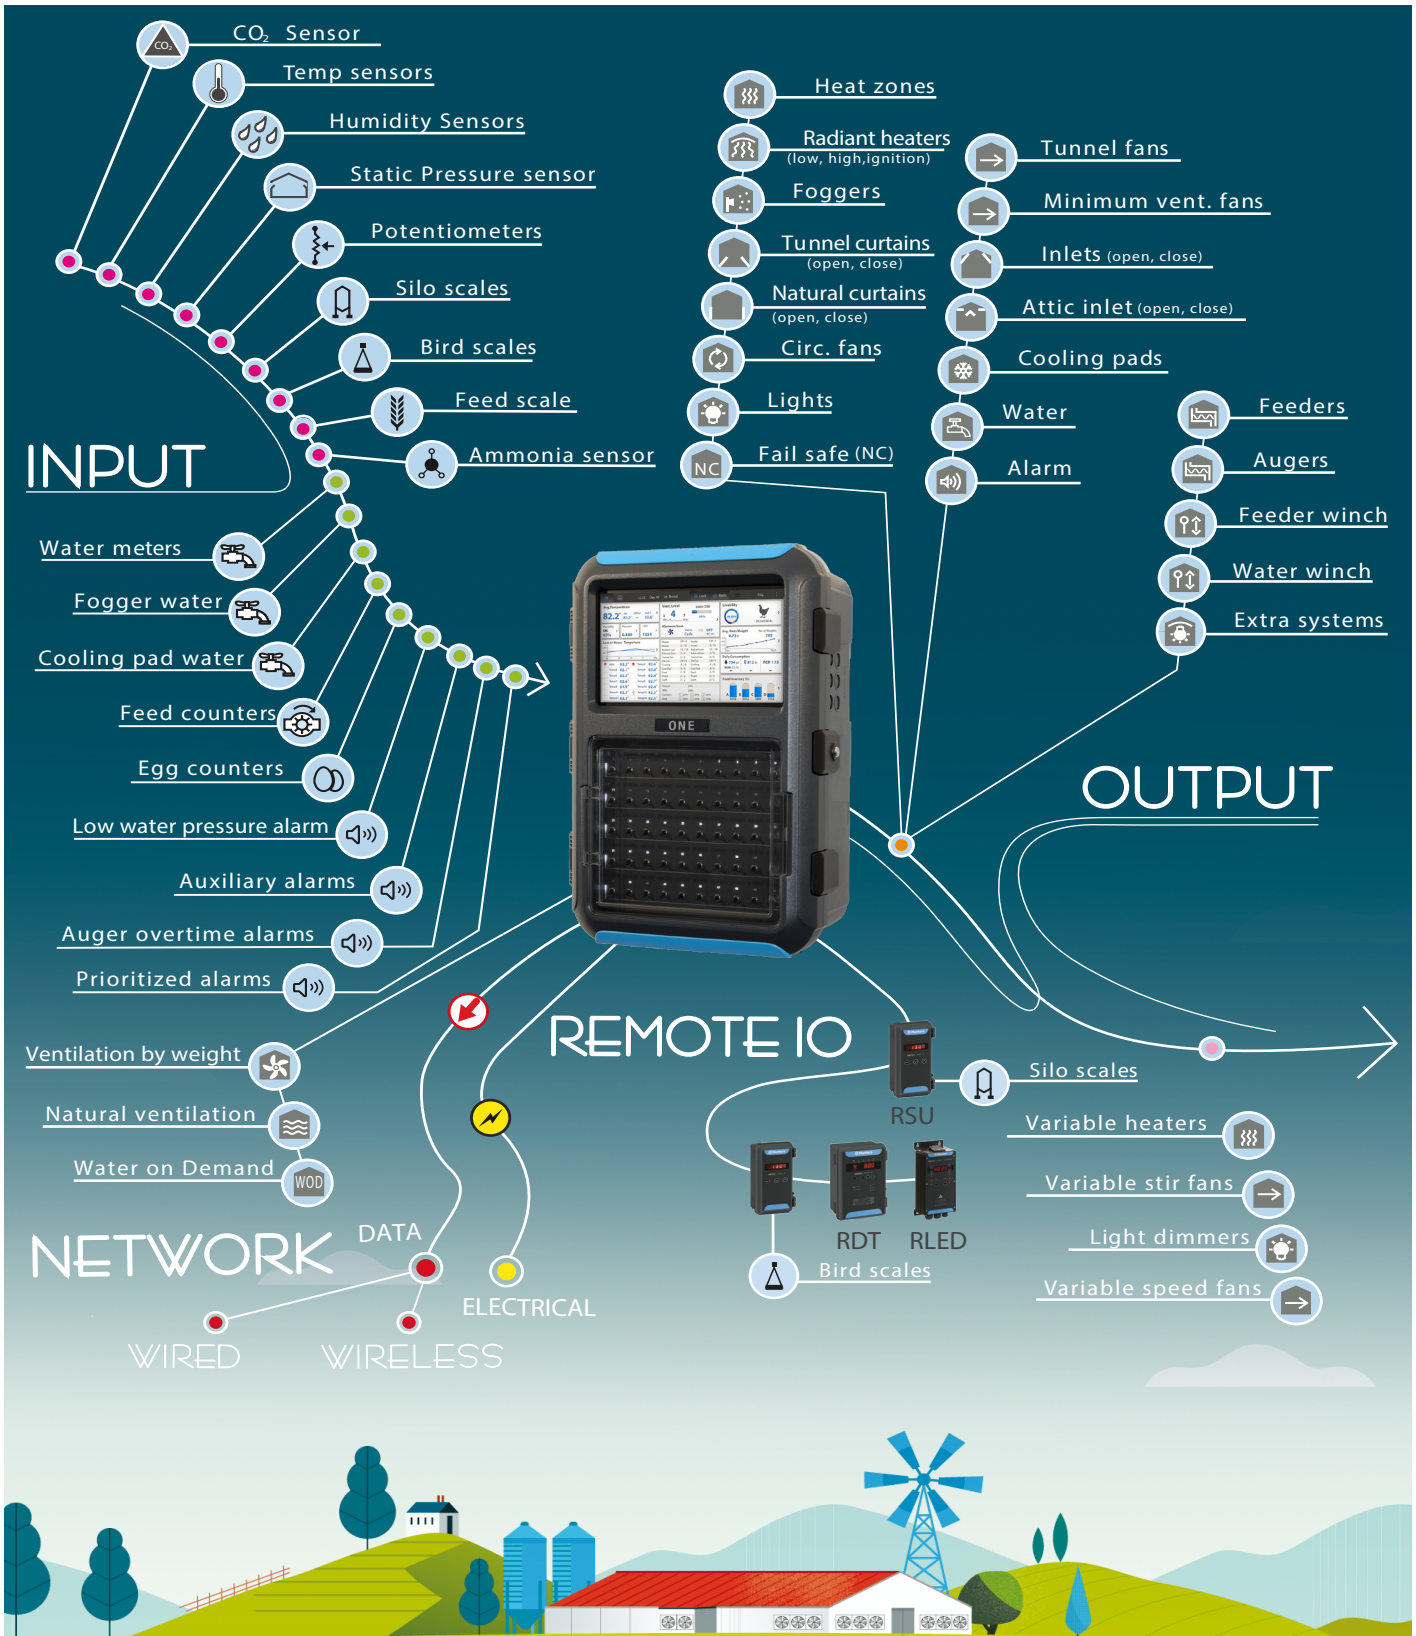 CO₂ Sensor
CO₂
Temp sensors
Humidity Sensors
Static Pressure sensor
Potentiometers
Silo scales
Bird scales
Feed scale
Ammonia sensor
INPUT
Water meters
Fogger water
Cooling pad water
Feed counters
Egg counters
Low water pressure alarm
Auxiliary alarms
Auger overtime alarms
Prioritized alarms
Ventilation by weight
Natural ventilation
Water on Demand
WOD
Heat zones
Radiant heaters
(low, high,ignition)
Foggers
Tunnel curtains
(open, close)
Natural curtains
(open, close)
Circ. fans
Lights
Fail safe (NC)
NC
Tunnel fans
Minimum vent. fans
Inlets (open, close)
Attic inlet (open, close)
Cooling pads
Water
Alarm
Feeders
Augers
Feeder winch
Water winch
Extra systems
OUTPUT
82.2°
ONE
REMOTE IO
RSU
Silo scales
RDT
RLED
Bird scales
Variable heaters
Variable stir fans
Light dimmers
Variable speed fans
NETWORK
DATA
ELECTRICAL
WIRED
WIRELESS